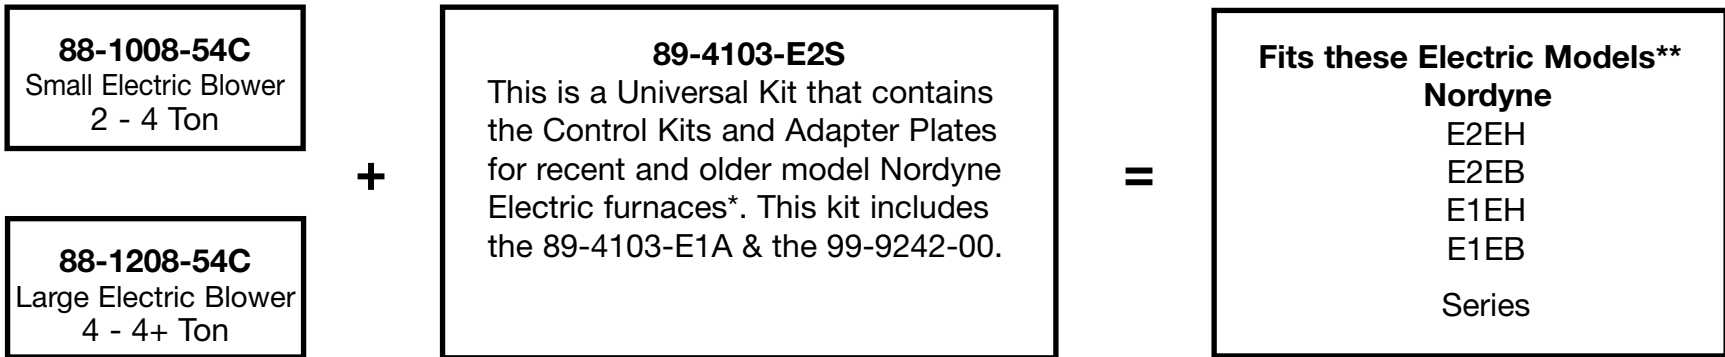 88-1008-54C
Small Electric Blower
2 - 4 Ton
88-1208-54C
Large Electric Blower
4 - 4+ Ton
+
89-4103-E2S
This is a Universal Kit that contains
the Control Kits and Adapter Plates
for recent and older model Nordyne
Electric furnaces*. This kit includes
the 89-4103-E1A & the 99-9242-00.
=
Fits these Electric Models**
Nordyne
E2EH
E2EB
E1EH
E1EB
Series